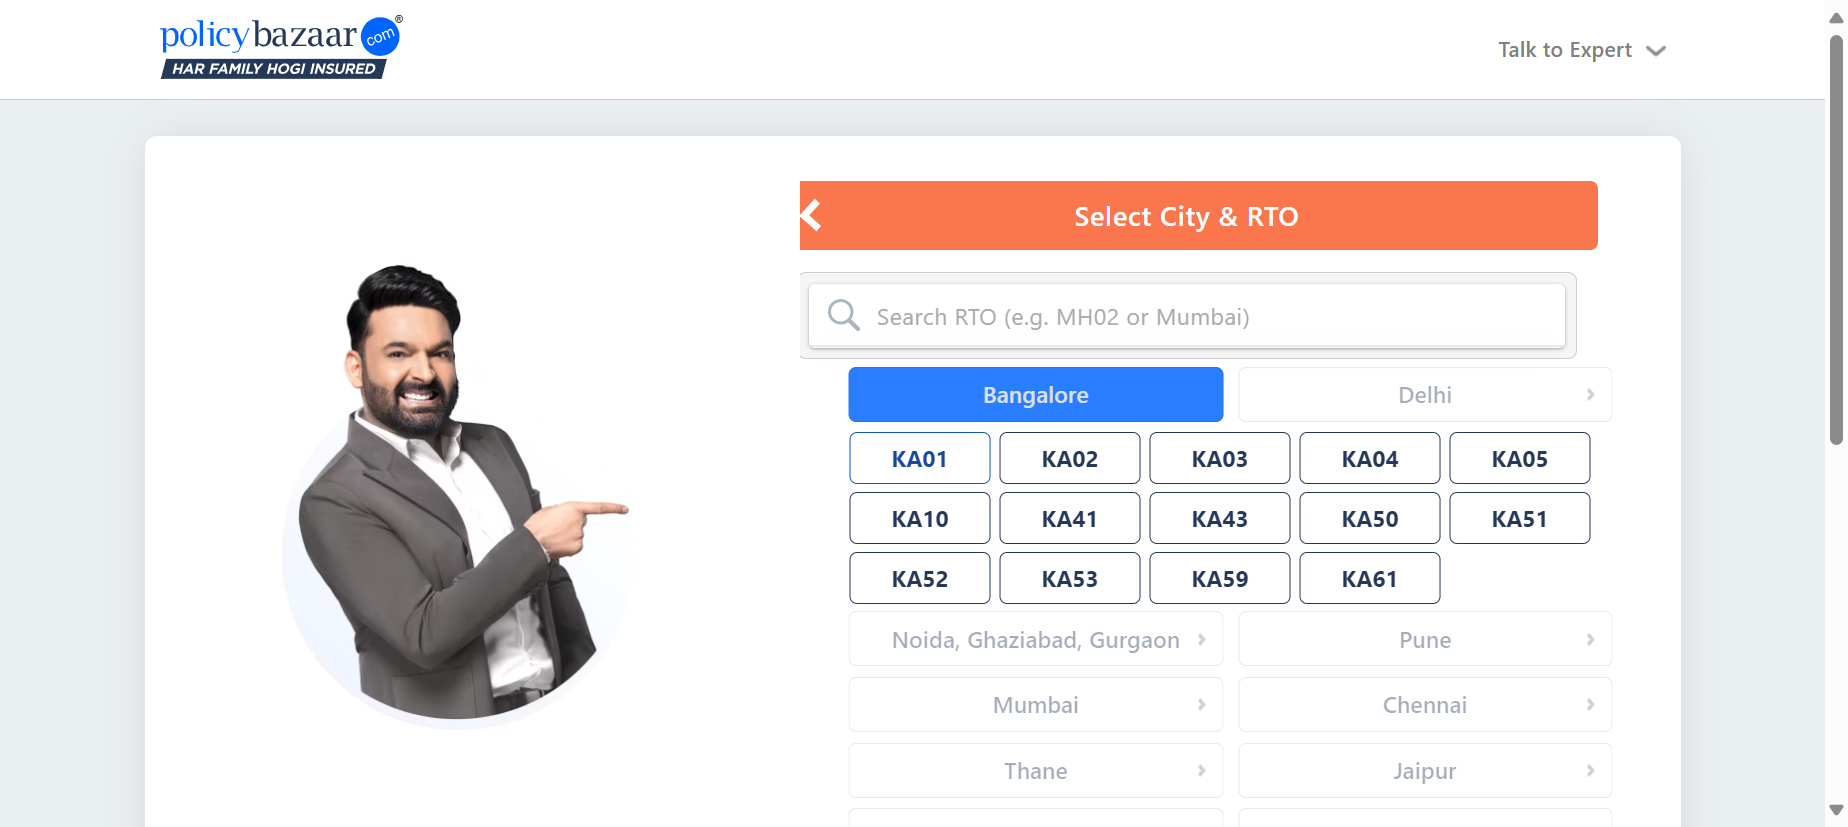 policybazaar com ®
HAR FAMILY HOGI INSURED
Talk to Expert
Select City & RTO
Search RTO (e.g. MH02 or Mumbai)
Bangalore
Delhi
KA01 KA02 KA03 KA04 KA05
KA10 KA41 KA43 KA50 KA51
KA52 KA53 KA59 KA61
Noida, Ghaziabad, Gurgaon
Pune
Mumbai
Chennai
Thane
Jaipur